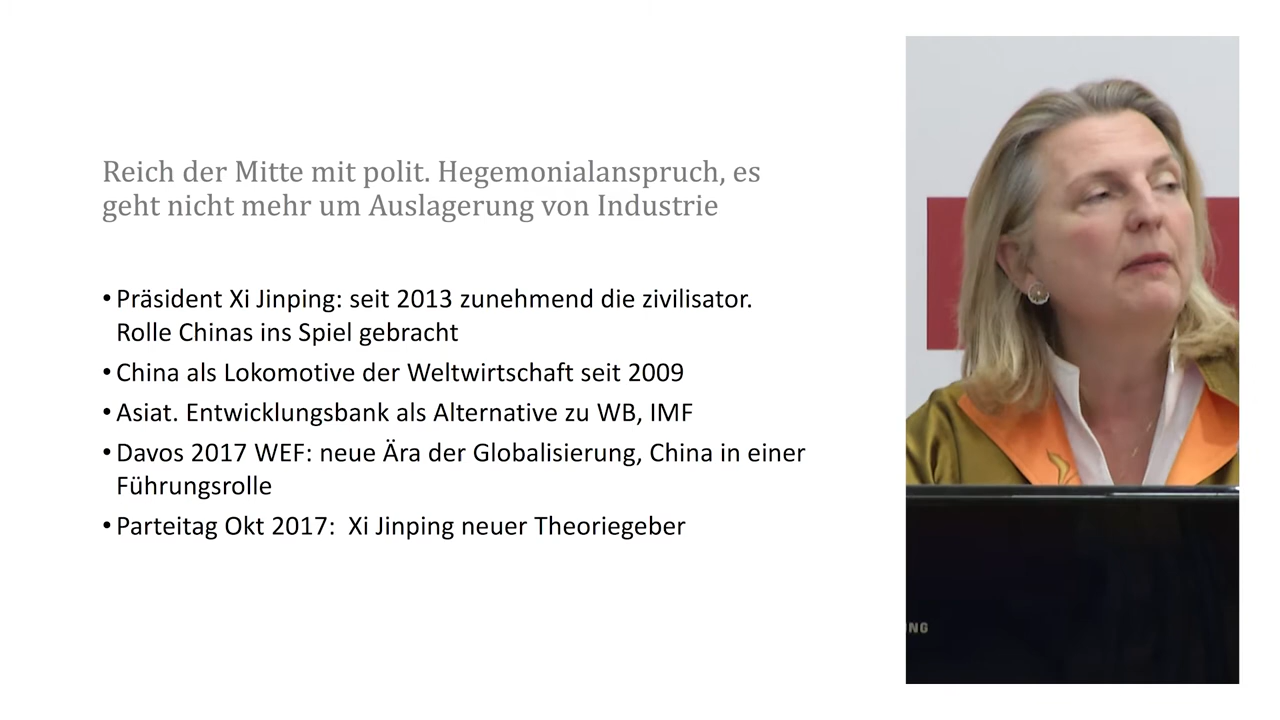 Reich der Mitte mit polit. Hegemonialanspruch, es
geht nicht mehr um Auslagerung von Industrie
• Präsident Xi Jinping: seit 2013 zunehmend die zivilisator.
Rolle Chinas ins Spiel gebracht
• China als Lokomotive der Weltwirtschaft seit 2009
• Asiat. Entwicklungsbank als Alternative zu WB, IMF
• Davos 2017 WEF: neue Ära der Globalisierung, China in einer
Führungsrolle
• Parteitag Okt 2017:  Xi Jinping neuer Theoriegeber
NG